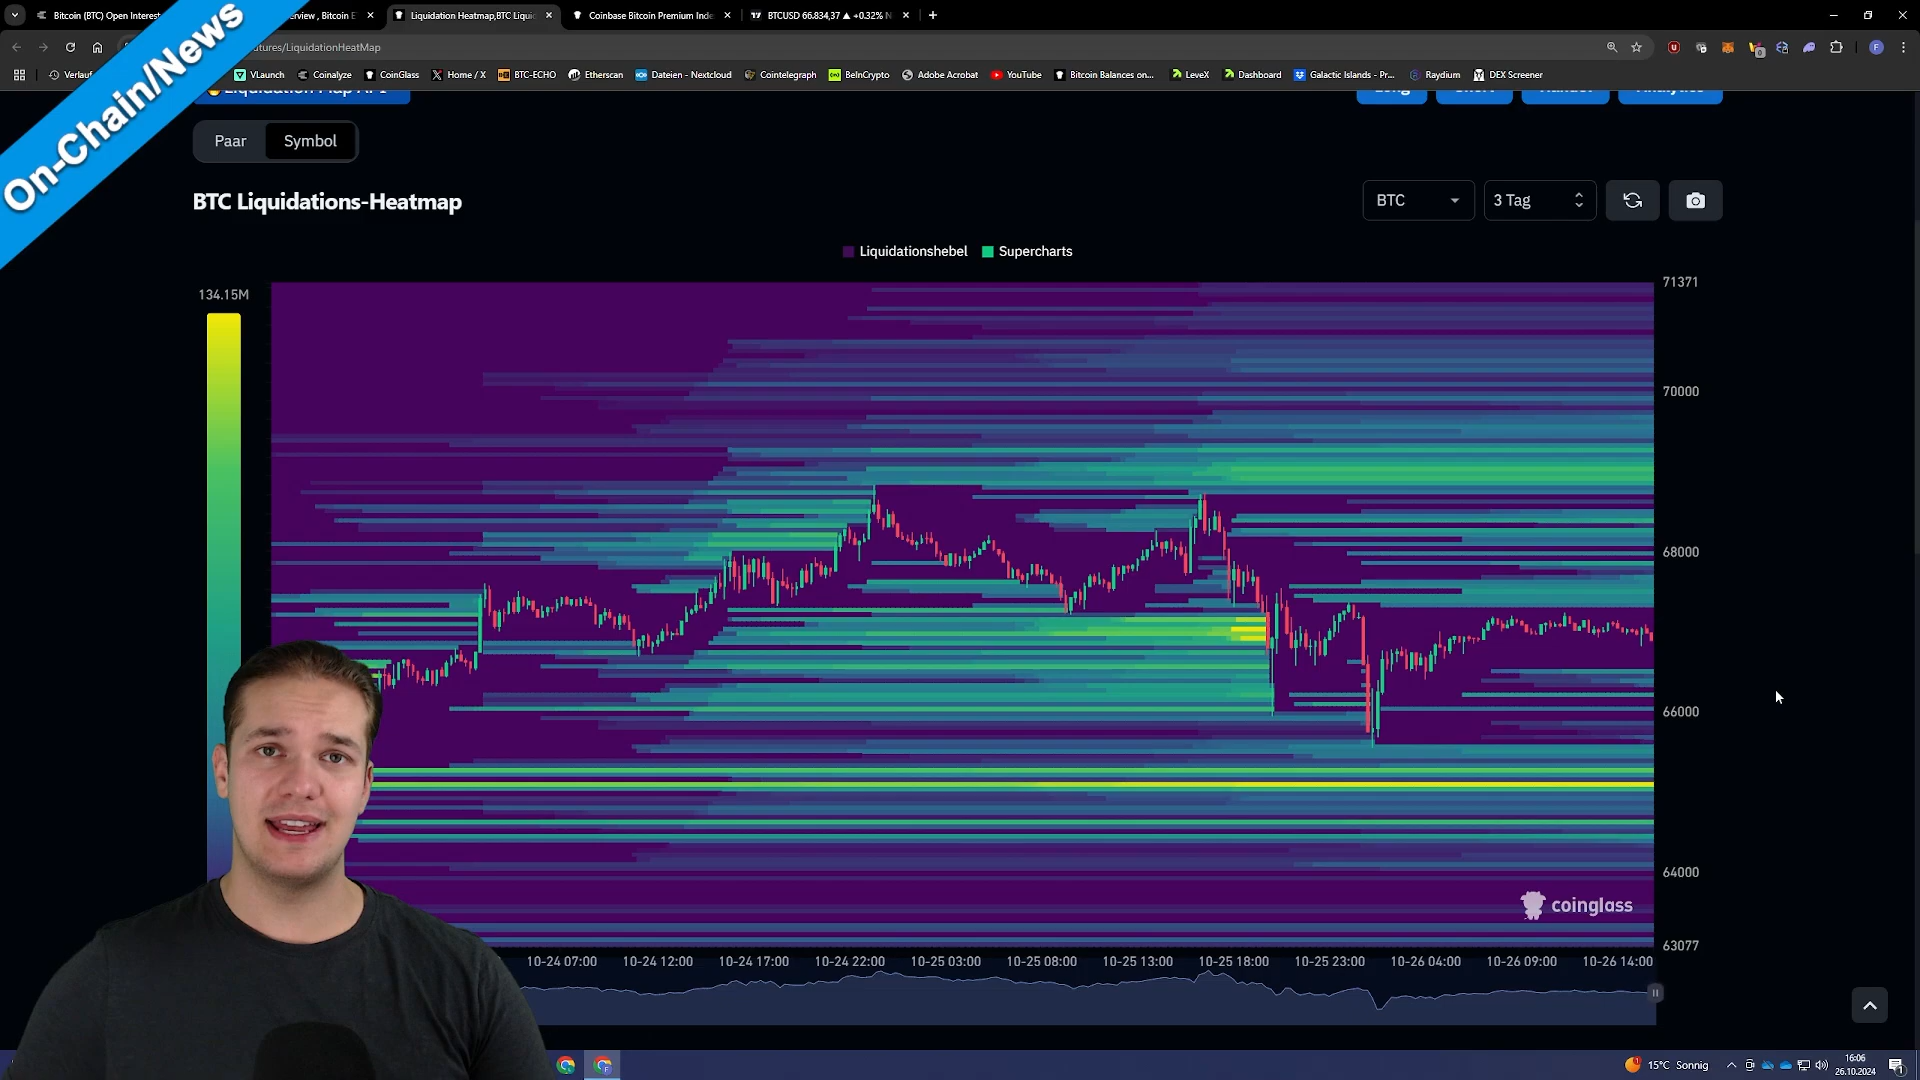 On-Chain/News
Bitcoin (BTC) Open Interest
Liquidation Heatmap,BTC Liquid
Coinbase Bitcoin Premium Inde
BTCUSD 66.834,37 ▲ +0.32%
utures/LiquidationHeatMap
Verlauf
VLaunch
Coinalyze
CoinGlass
Home / X
BTC-ECHO
Etherscan
Dateien – Nextcloud
Cointelegraph
BeInCrypto
Adobe Acrobat
YouTube
Bitcoin Balances on...
LeveX
Dashboard
Galactic Islands - Pr...
Raydium
DEX Screener
Paar
Symbol
BTC Liquidations-Heatmap
BTC
3 Tag
Liquidationshebel
Supercharts
134.15M
71371
70000
68000
66000
64000
63077
coinglass
10-24 07:00
10-24 12:00
10-24 17:00
10-24 22:00
10-25 03:00
10-25 08:00
10-25 13:00
10-25 18:00
10-25 23:00
10-26 04:00
10-26 09:00
10-26 14:00
15°C Sonnig
16:06
26.10.2024